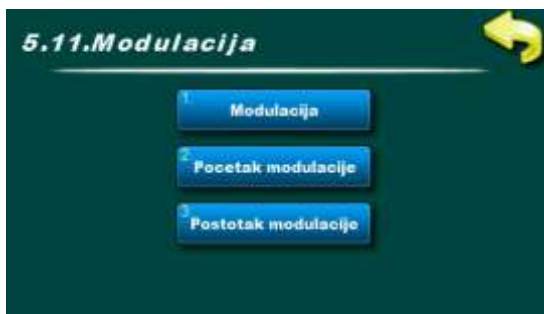 5.11.Modulacija
1.
Modulacija
2
Pocetak modulacije
3
Postotak modulacije